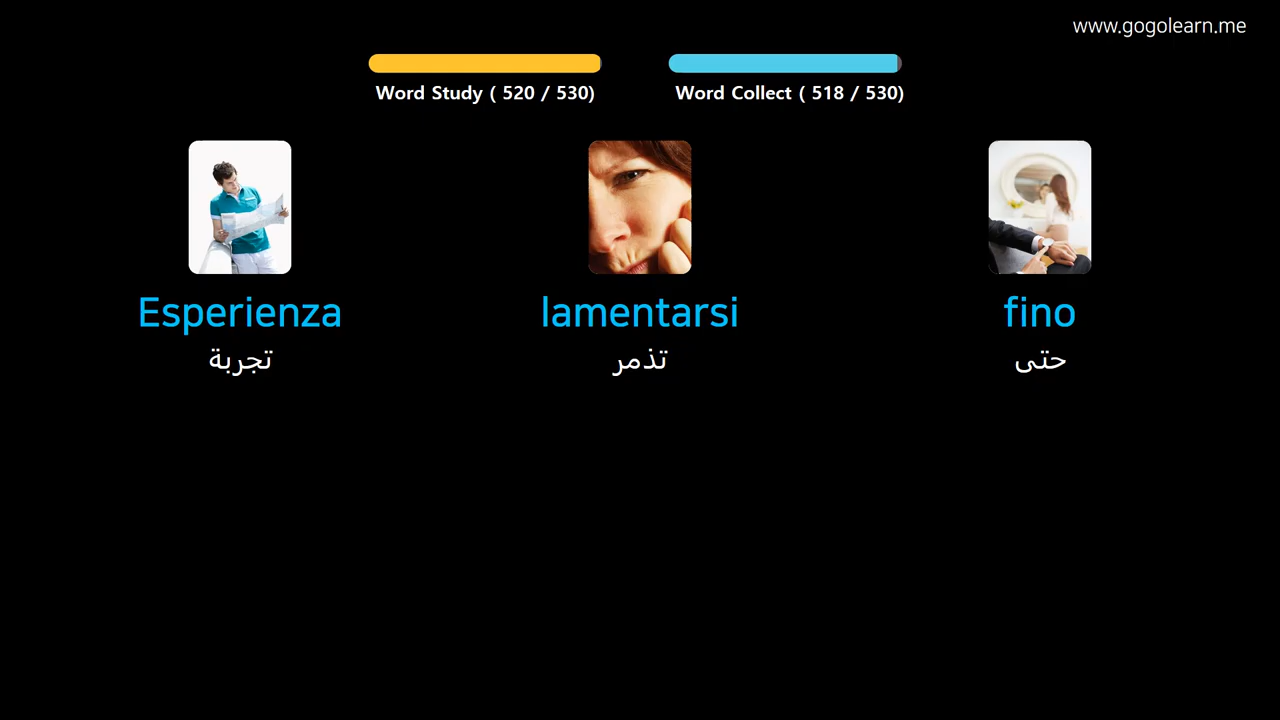 www.gogolearn.me
Word Study ( 520 / 530)
Word Collect ( 518 / 530)
Esperienza
تجربة
lamentarsi
تذمر
fino
حتى